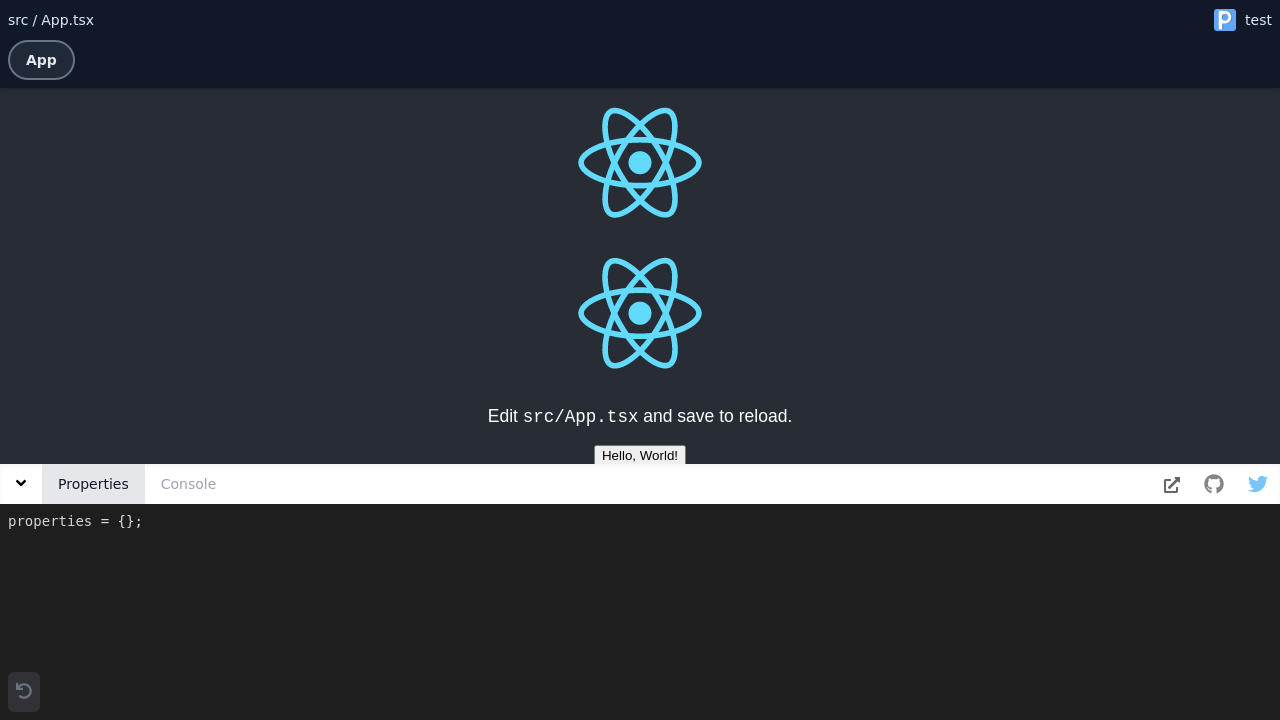 src / App.tsx
test
App
Edit src/App.tsx and save to reload.
Hello, World!
Properties
Console
properties = {};